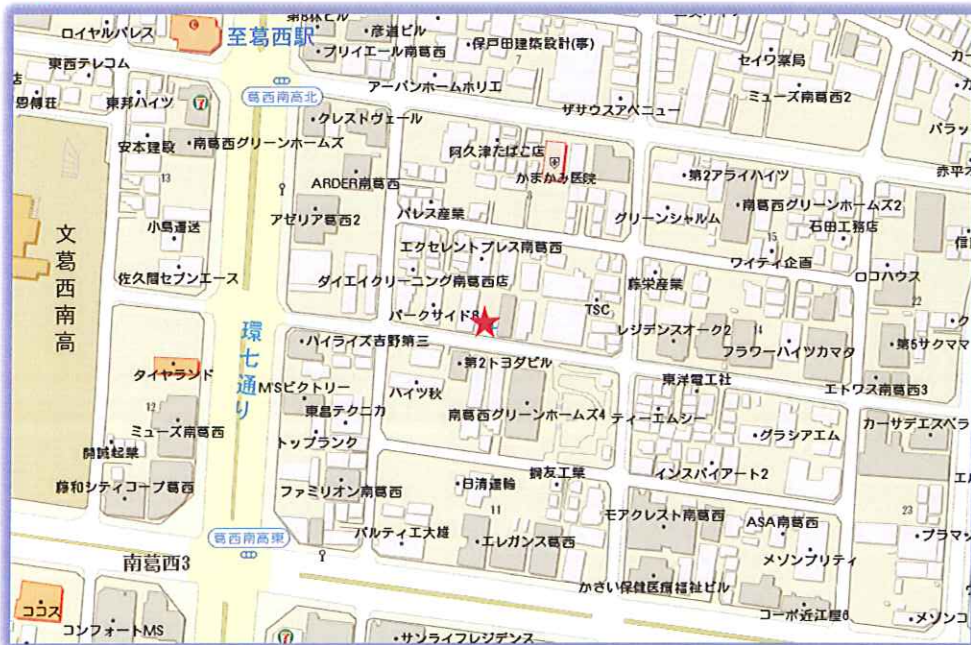 ロイヤルパレス
至葛西駅
第8休ビル
彦道ビル
プリイエール南葛西
保戸田建築設計(事)
7
セイワ薬局
東西テレコム
アーバンホームホリエ
ミューズ南葛西2
東邦ハイツ
葛西南高北
ザサウスアベニュー
クレストヴェール
安本建設
南葛西グリーンホームズ
阿久津たばこ店
かまかみ医院
13
ARDER南葛西
第2アライハイツ
小島運送
アゼリア葛西2
パレス産業
グリーンシャルム
南葛西グリーンホームズ2
石田工務店
15
文
葛西南高
エクセレントプレス南葛西
ワイティ企画
佐久間セブンエース
ダイエイクリーニング南葛西店
藤栄産業
ロコハウス
22
環七通り
パークサイド8
TSC
レジデンスオーク2
14
フラワーハイツカマタ
第5サクママ
ハイライズ吉野第三
第2トヨダビル
タイヤランド
M'Sビクトリー
ハイツ秋
東洋電工社
エトワス南葛西3
12
ミューズ南葛西
東昌テクニカ
南葛西グリーンホームズ4
ティーエムシー
カーサデエスペラ
トップランク
グラシアエム
開誠起業
インスパイアート2
藤和シティコープ葛西
ファミリオン南葛西
日清運輸
鋼友工業
11
モアクレスト南葛西
ASA南葛西
23
葛西南高東
パルティエ大雄
エレガンス葛西
メゾンプリティ
プラマッ
南葛西3
かさい保健医療福祉ビル
ココス
コーポ近江屋6
メゾンコ
コンフォートMS
サンライフレジデンス